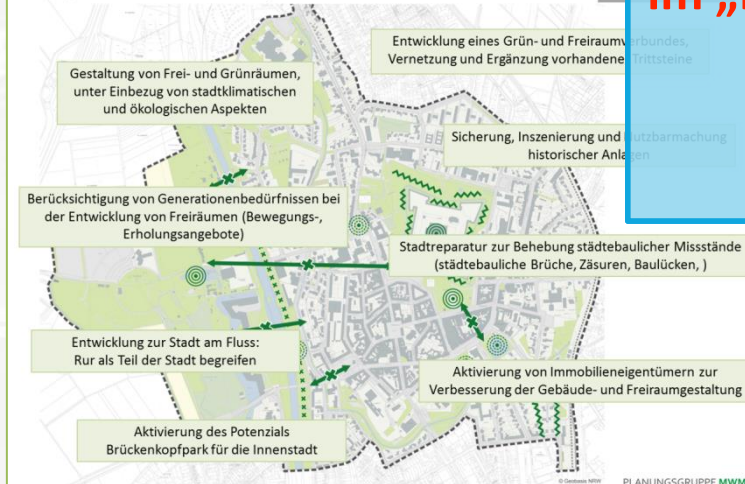 im „
Entwicklung eines Grün- und Freiraumverbundes,
Vernetzung und Ergänzung vorhandener Trittsteine
Gestaltung von Frei- und Grünräumen,
unter Einbezug von stadtklimatischen
und ökologischen Aspekten
Sicherung, Inszenierung und Nutzbarmachung
historischer Anlagen
Berücksichtigung von Generationenbedürfnissen bei
der Entwicklung von Freiräumen (Bewegungs-,
Erholungsangebote)
Stadtreparatur zur Behebung städtebaulicher Missstände
(städtebauliche Brüche, Zäsuren, Baulücken, )
Entwicklung zur Stadt am Fluss:
Rur als Teil der Stadt begreifen
Aktivierung von Immobilieneigentümern zur
Verbesserung der Gebäude- und Freiraumgestaltung
Aktivierung des Potenzials
Brückenkopfpark für die Innenstadt
© Geobasis NRW
PLANUNGSGRUPPE MWM